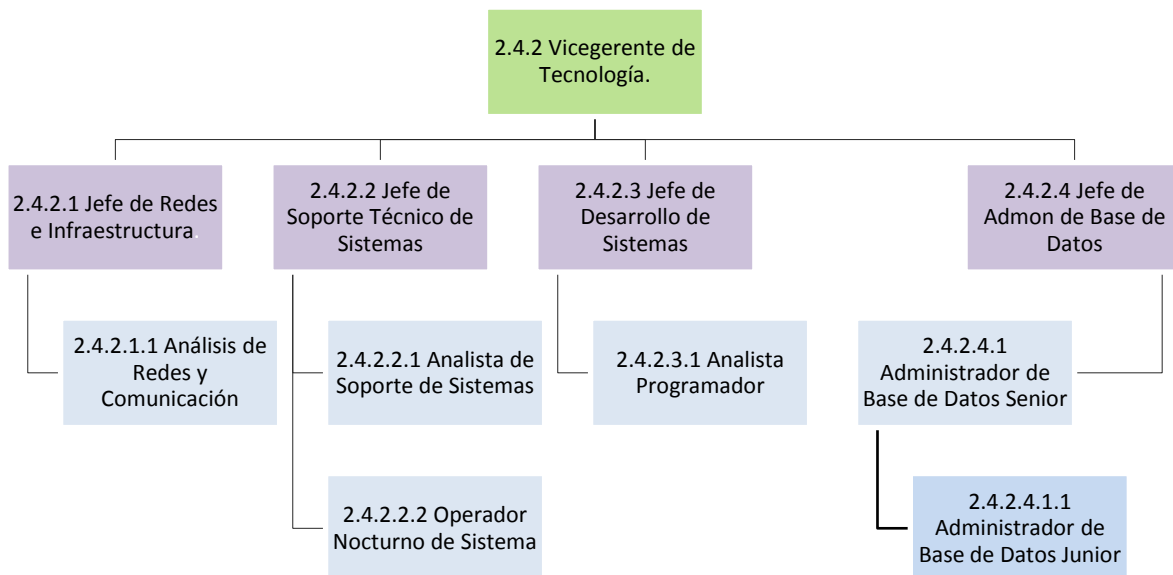 2.4.2 Vicegerente de
Tecnología.
2.4.2.1 Jefe de Redes
e Infraestructura.
2.4.2.2 Jefe de
Soporte Técnico de
Sistemas
2.4.2.3 Jefe de
Desarrollo de
Sistemas
2.4.2.4 Jefe de
Admon de Base de
Datos
2.4.2.1.1 Análisis de
Redes y
Comunicación
2.4.2.2.1 Analista de
Soporte de Sistemas
2.4.2.3.1 Analista
Programador
2.4.2.4.1
Administrador de
Base de Datos Senior
2.4.2.2.2 Operador
Nocturno de Sistema
2.4.2.4.1.1
Administrador de
Base de Datos Junior